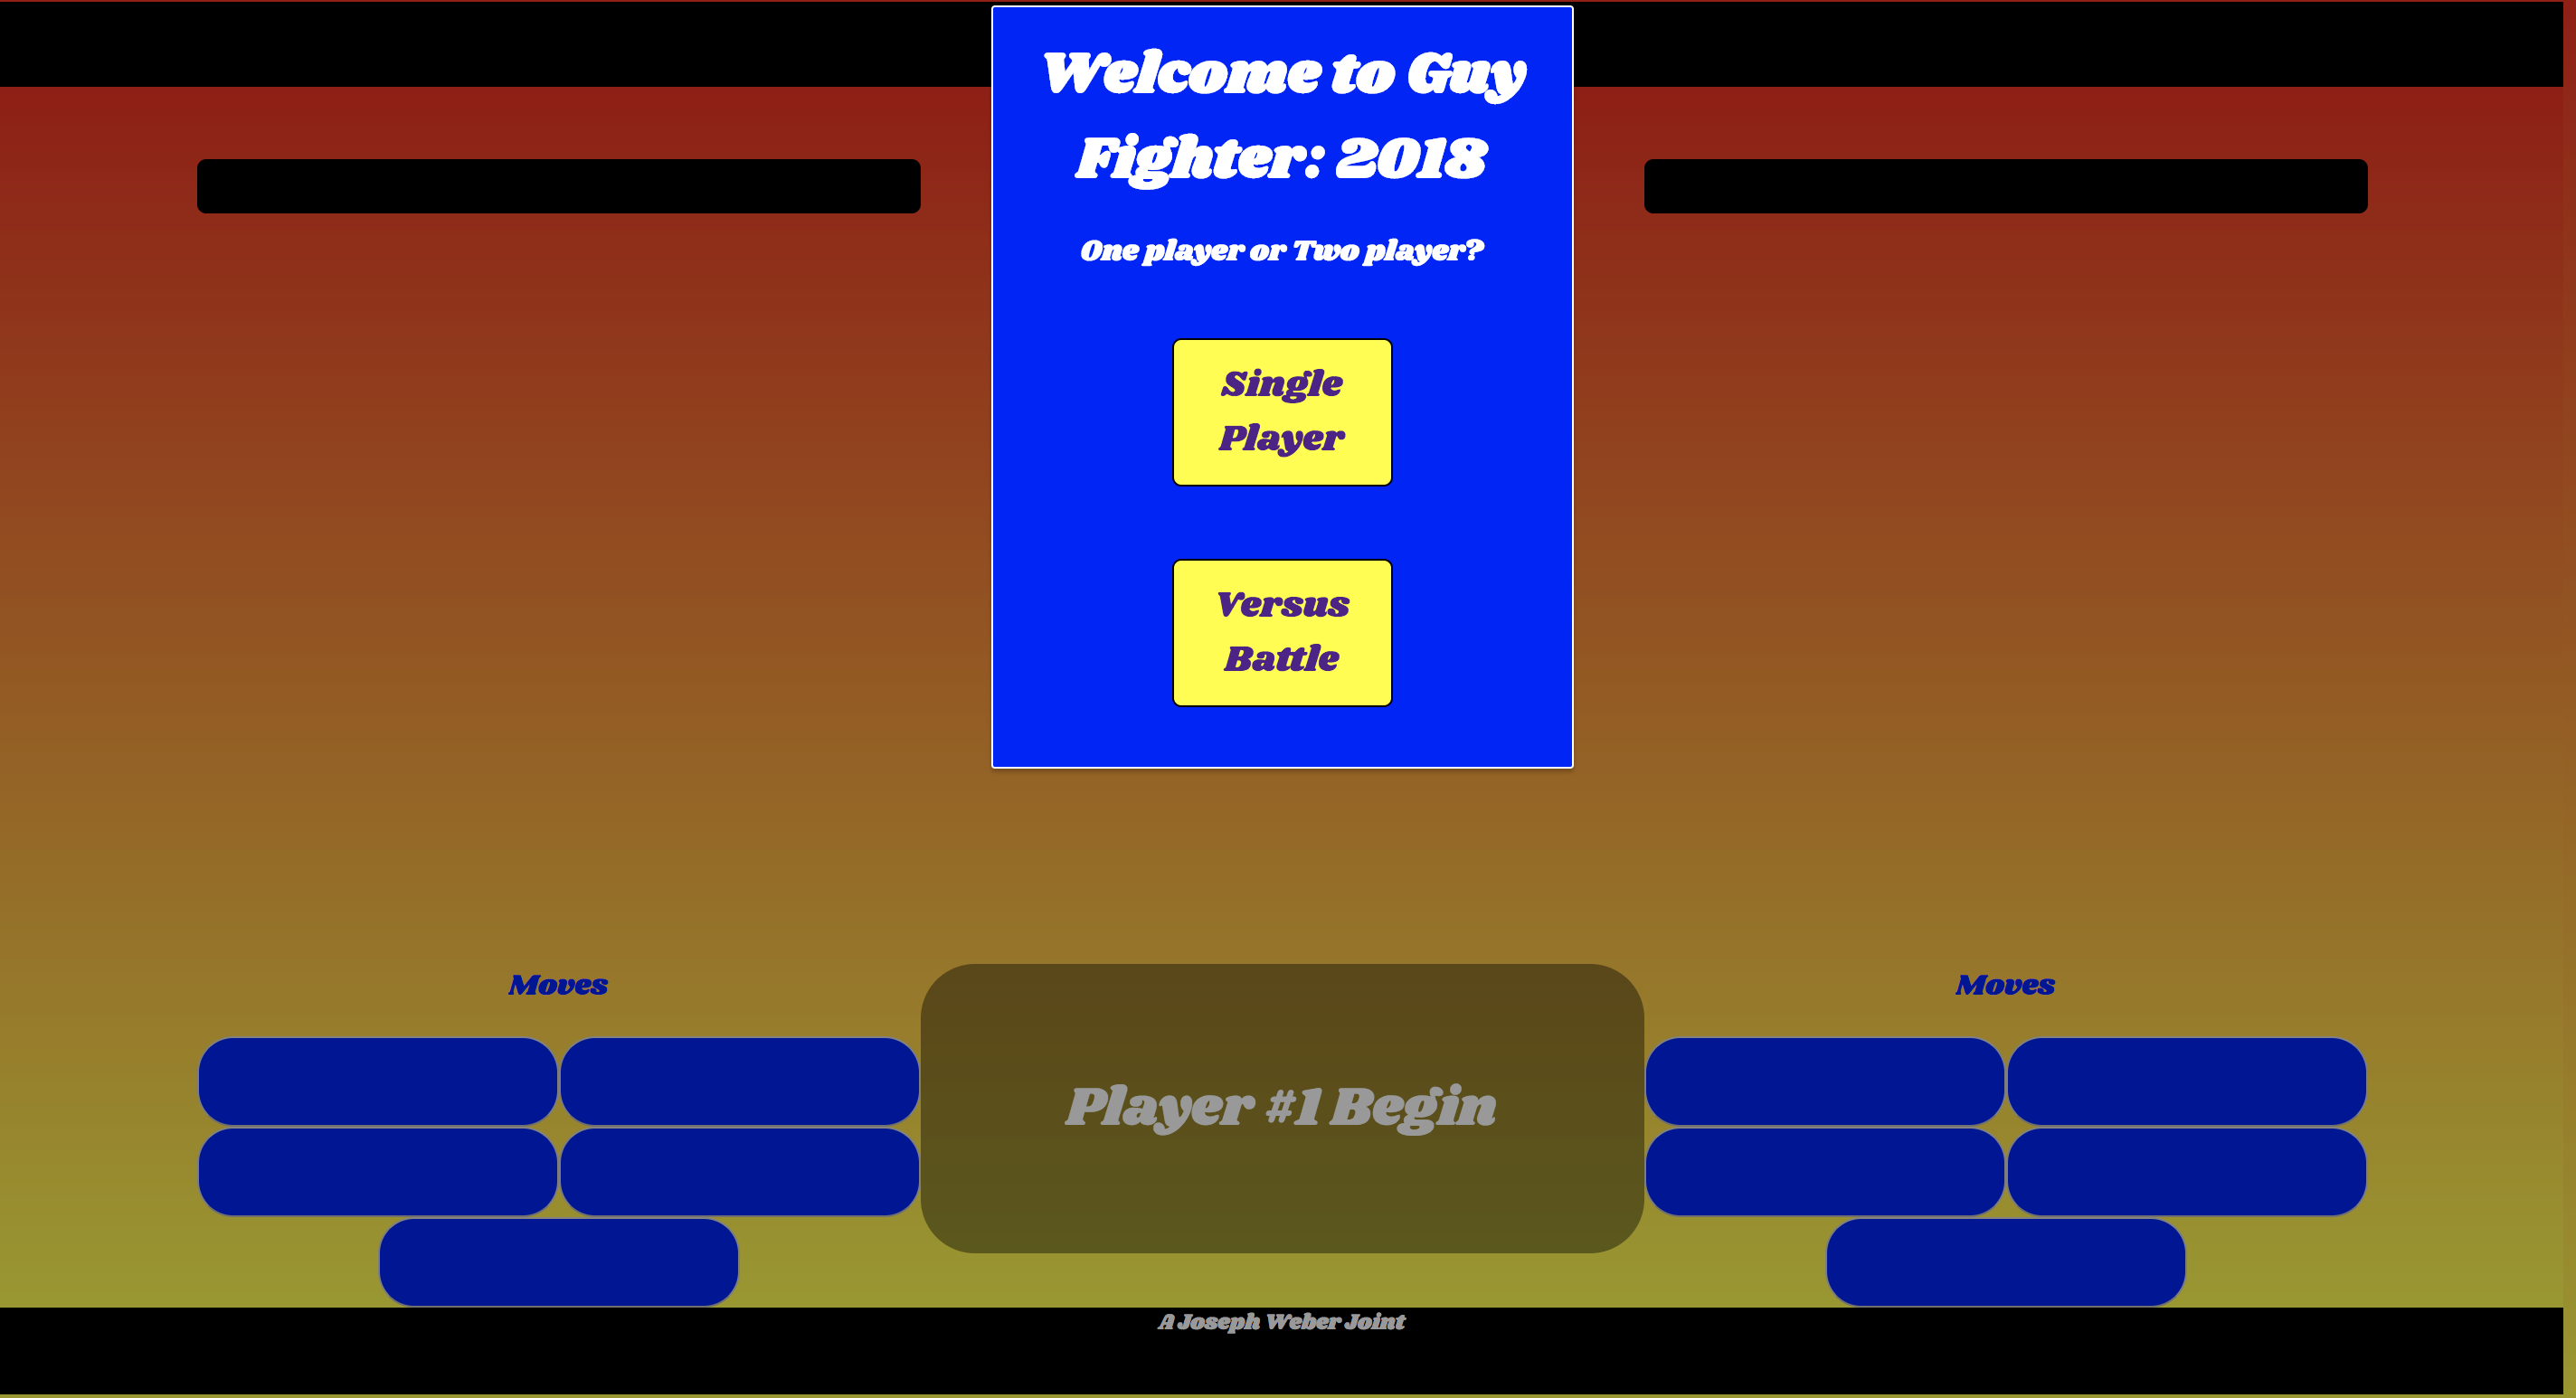 Welcome to Guy
Fighter: 2018
One player or Two player?
Single
Player
Versus
Battle
Moves
Moves
Player #1 Begin
A Joseph Weber Joint